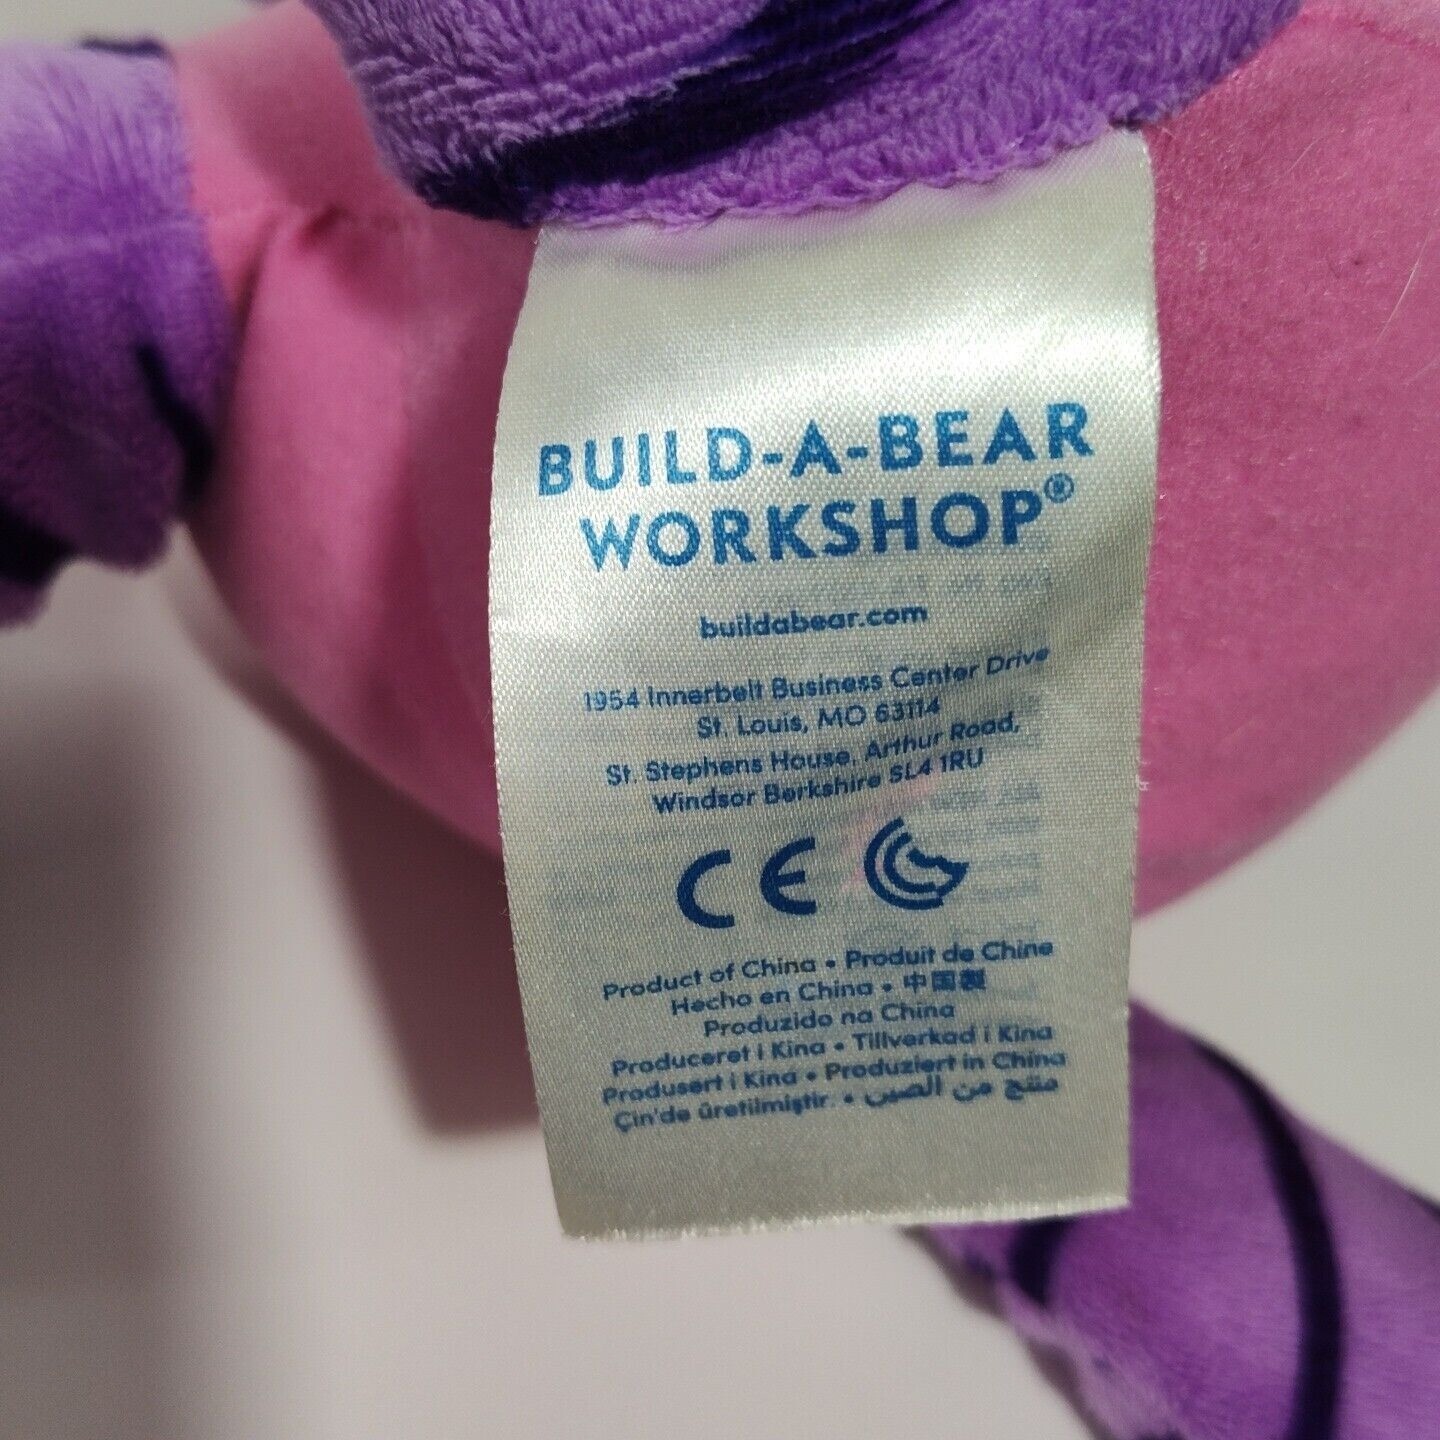 BUILD-A-BEAR
WORKSHOP®
buildabear.com
1954 Innerbelt Business Center Drive
St. Louis, MO 63114
St. Stephens House, Arthur Road,
Windsor Berkshire SL4 1RU
CE
Product of China • Produit de Chine
Hecho en China • 中国製
Produzido na China
Produceret i Kina • Tillverkad i Kina
Produsert i Kina • Produziert in China
Çin'de üretilmiştir. • منتج من الصين